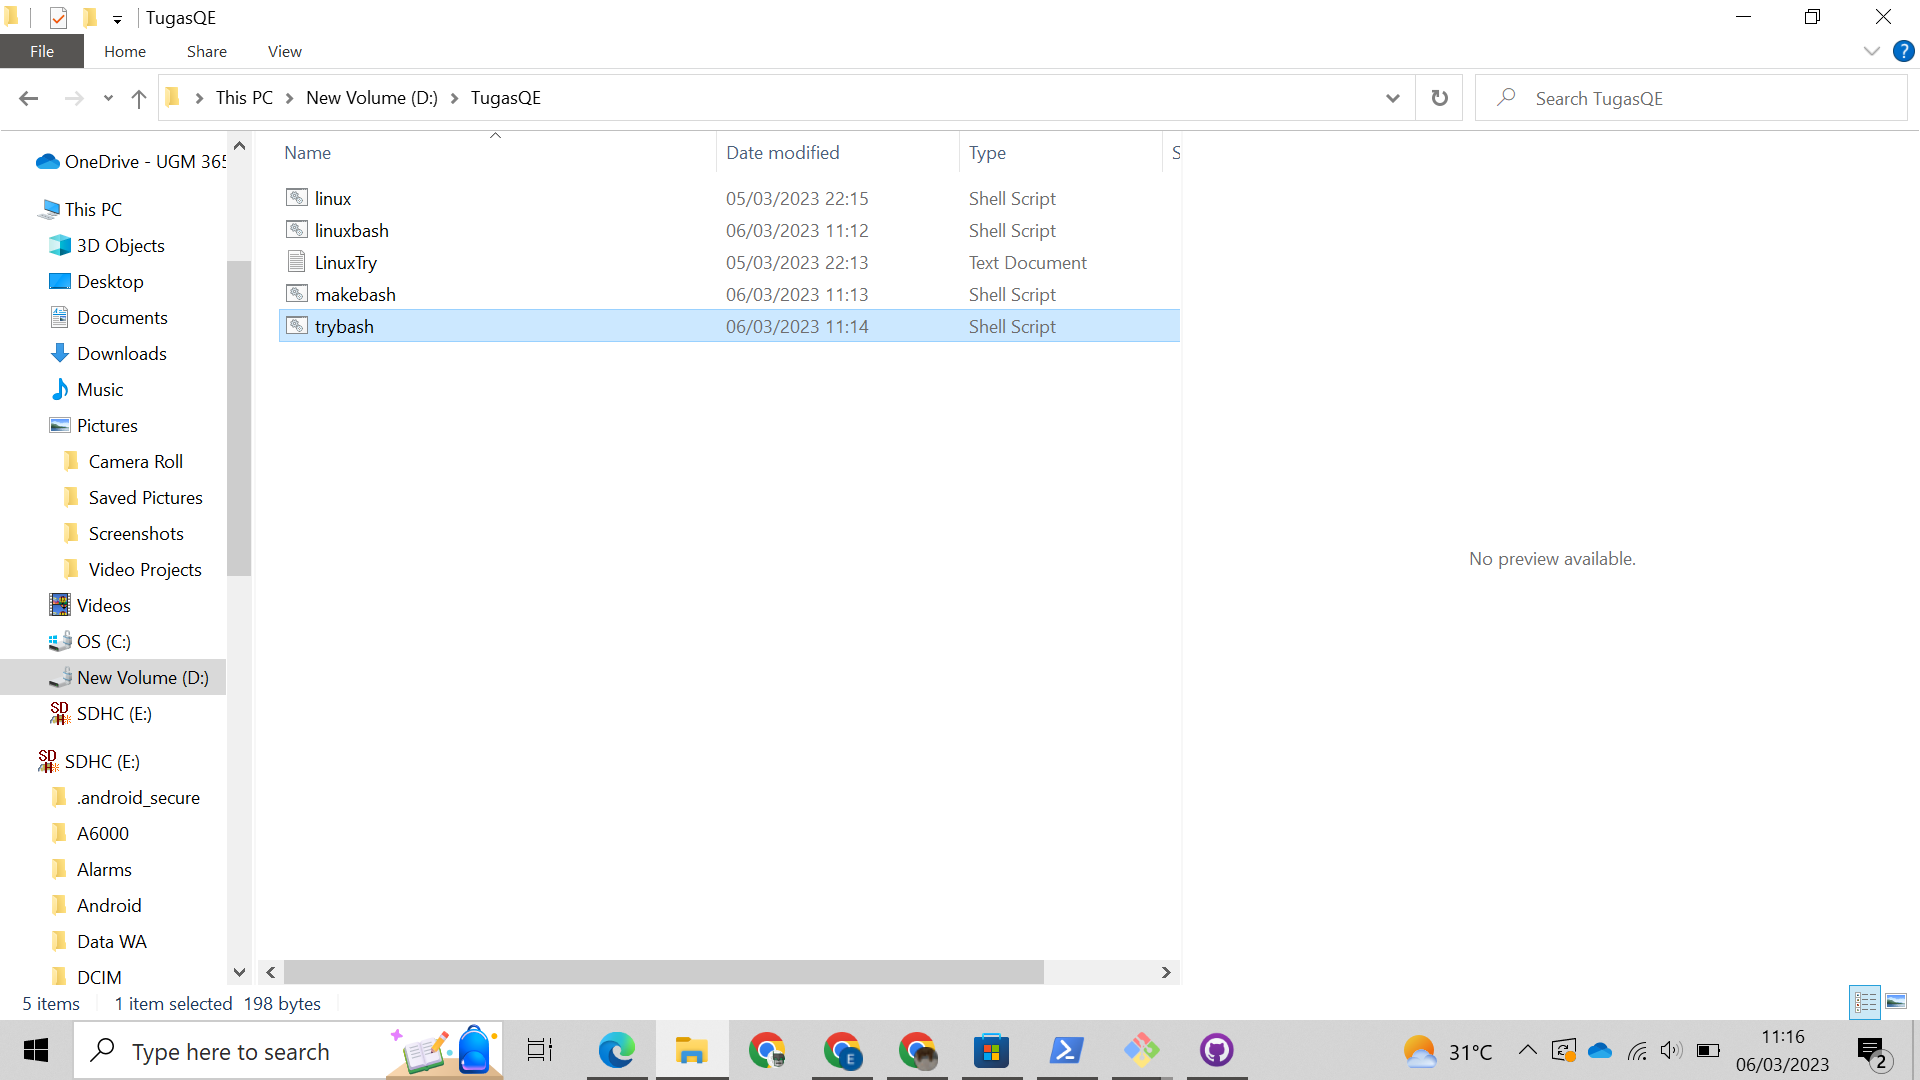 TugasQE
File
Home
Share
View
?
This PC
New Volume (D:)
TugasQE
Search TugasQE
Name
Date modified
Type
S
OneDrive - UGM 365
This PC
3D Objects
Desktop
Documents
Downloads
Music
Pictures
Camera Roll
Saved Pictures
Screenshots
Video Projects
Videos
OS (C:)
New Volume (D:)
SD SDHC (E:)
SD SDHC (E:)
.android_secure
A6000
Alarms
Android
Data WA
DCIM
linux 05/03/2023 22:15 Shell Script
linuxbash 06/03/2023 11:12 Shell Script
LinuxTry 05/03/2023 22:13 Text Document
makebash 06/03/2023 11:13 Shell Script
trybash 06/03/2023 11:14 Shell Script
No preview available.
5 items
1 item selected 198 bytes
Type here to search
E
31°C
11:16
06/03/2023
2